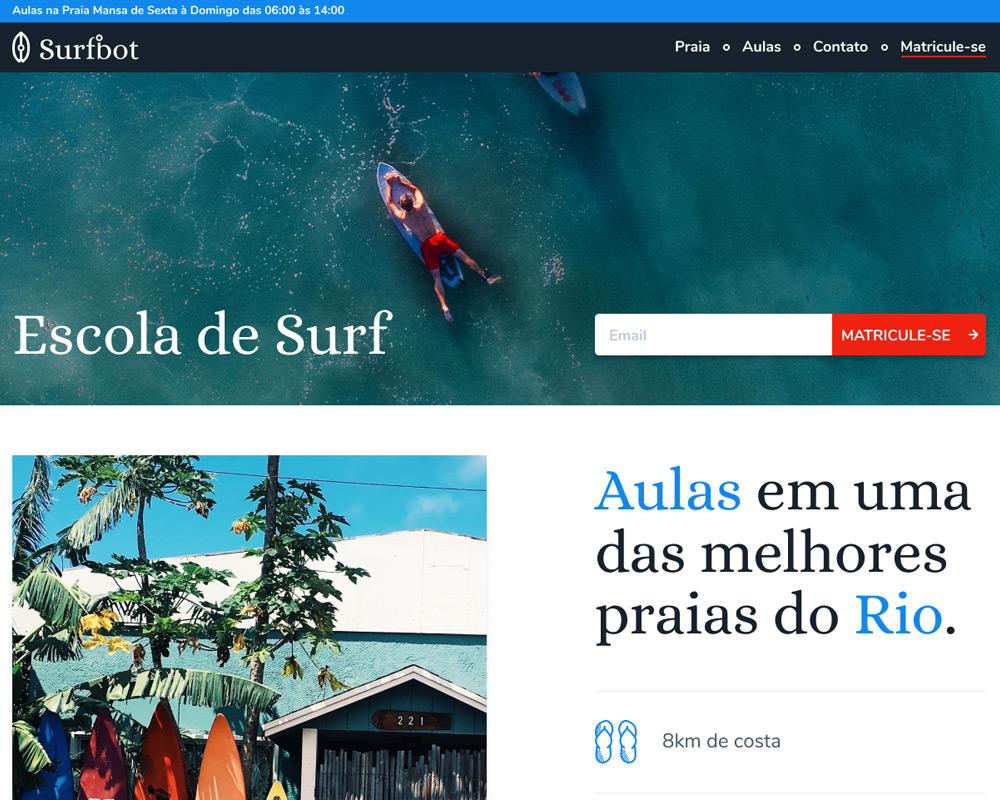 Aulas na Praia Mansa de Sexta à Domingo das 06:00 às 14:00
Surfbot
Praia
Aulas
Contato
Matricule-se
Escola de Surf
Email
MATRICULE-SE
Aulas em uma
das melhores
praias do Rio.
221
8km de costa